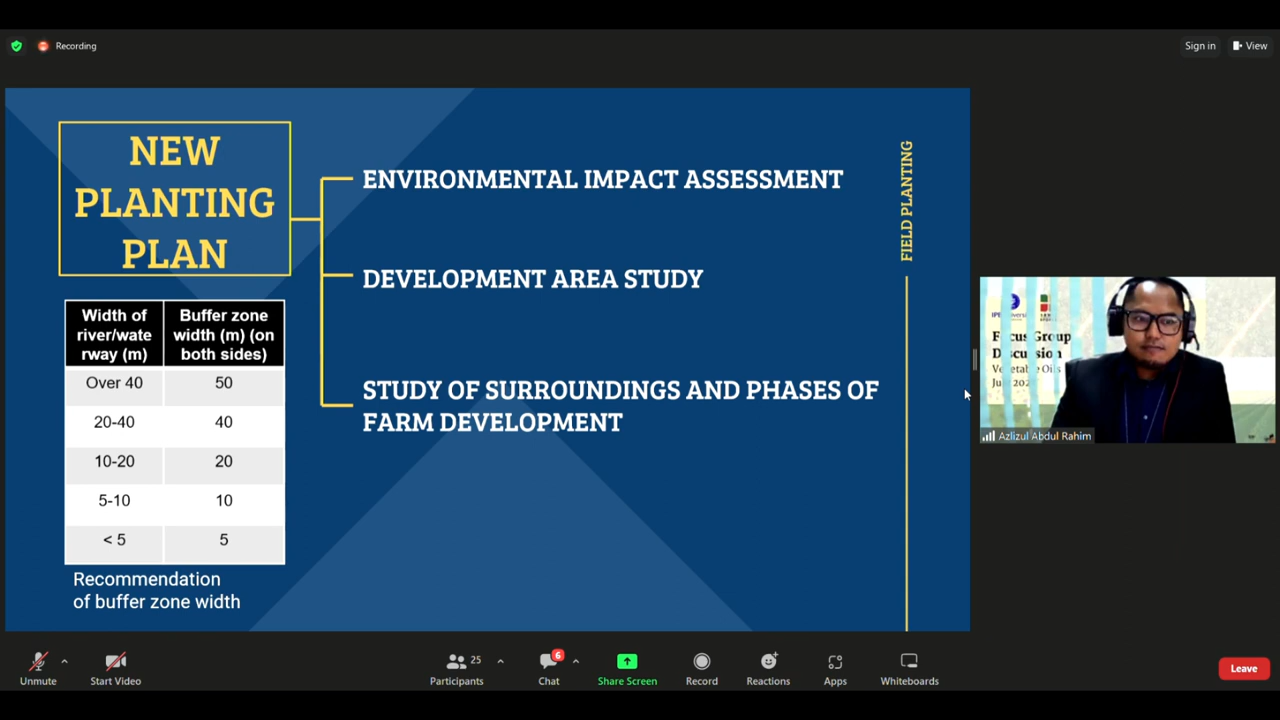 Recording
Sign in
View
NEW
PLANTING
PLAN
ENVIRONMENTAL IMPACT ASSESSMENT
DEVELOPMENT AREA STUDY
STUDY OF SURROUNDINGS AND PHASES OF
FARM DEVELOPMENT
FIELD PLANTING
Width of river/wate rway (m) Buffer zone width (m) (on both sides)
Over 40 50
20-40 40
10-20 20
5-10 10
< 5 5
Recommendation
of buffer zone width
Focus Group
Discussion
Vegetable Oils
Azlizul Abdul Rahim
Unmute
Start Video
Participants 25
Chat 6
Share Screen
Record
Reactions
Apps
Whiteboards
Leave